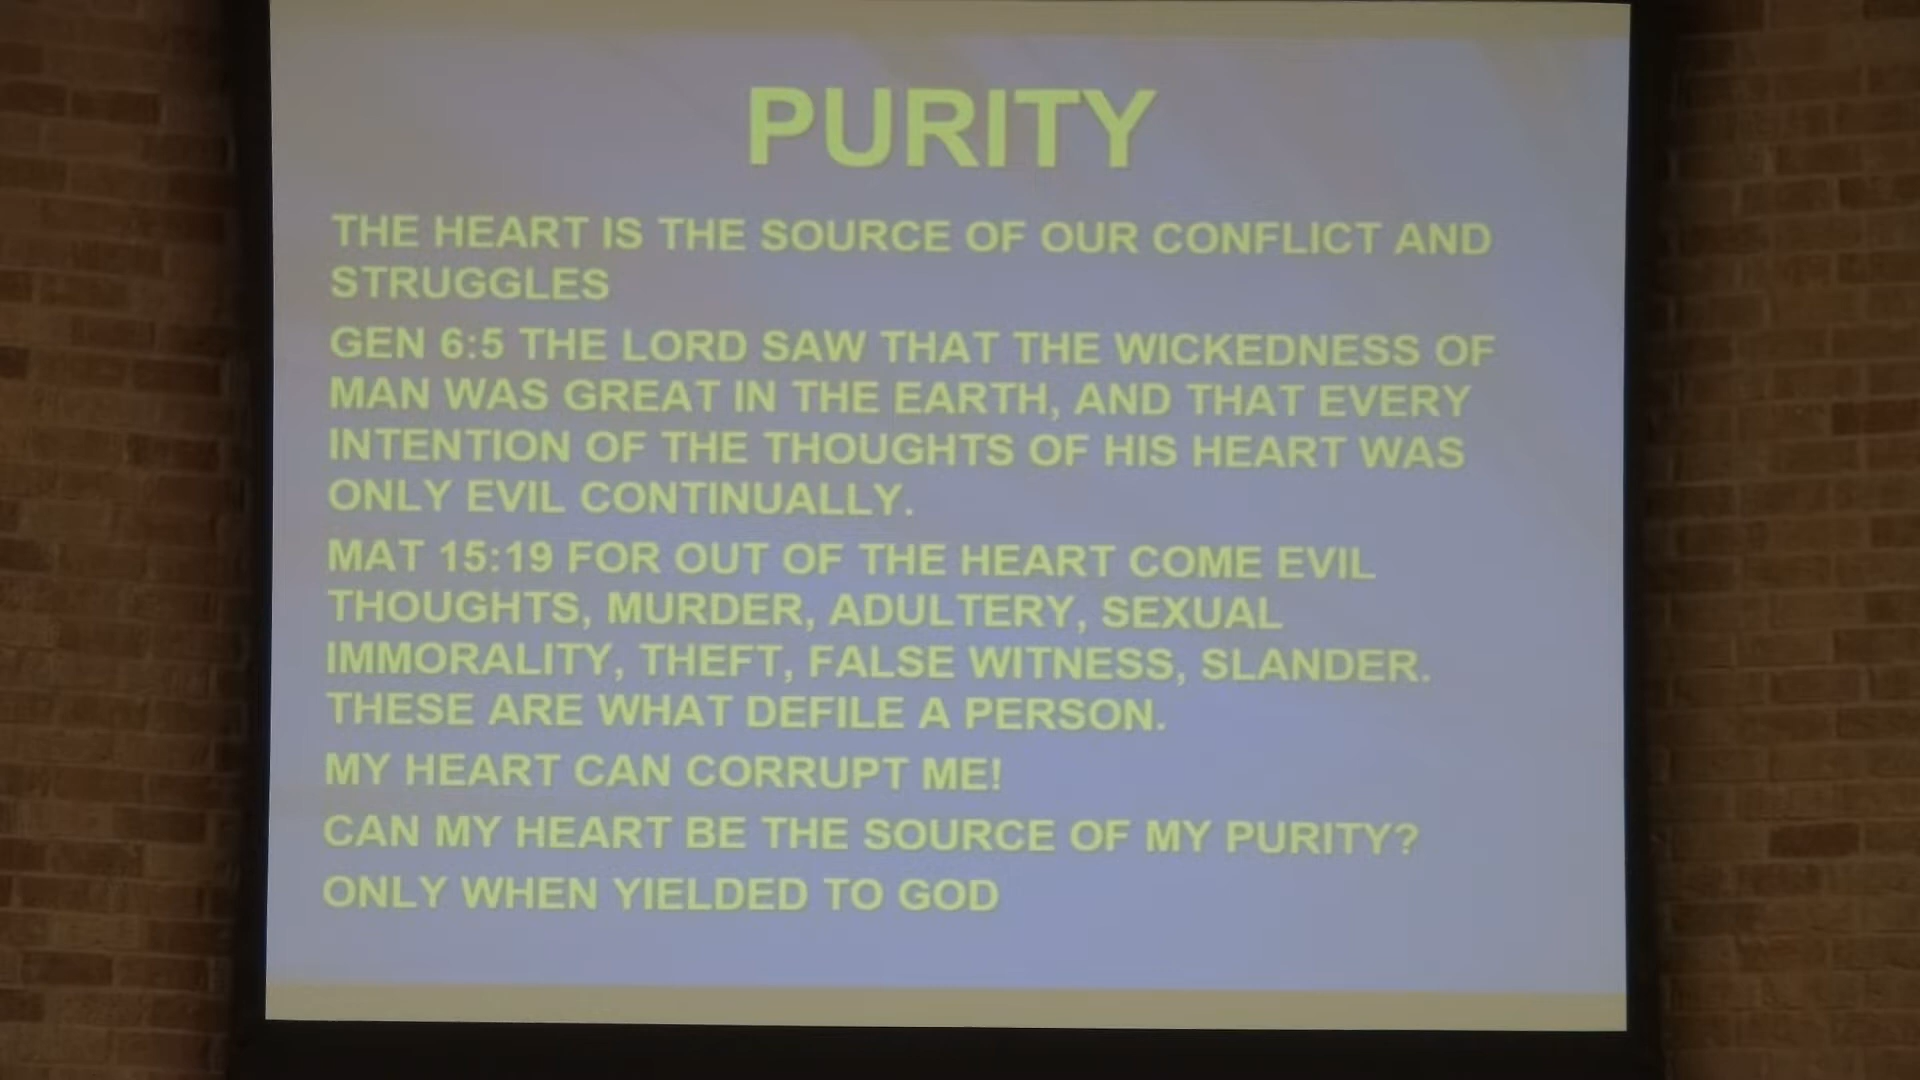 PURITY
THE HEART IS THE SOURCE OF OUR CONFLICT AND
STRUGGLES
GEN 6:5 THE LORD SAW THAT THE WICKEDNESS OF
MAN WAS GREAT IN THE EARTH, AND THAT EVERY
INTENTION OF THE THOUGHTS OF HIS HEART WAS
ONLY EVIL CONTINUALLY.
MAT 15:19 FOR OUT OF THE HEART COME EVIL
THOUGHTS, MURDER, ADULTERY, SEXUAL
IMMORALITY, THEFT, FALSE WITNESS, SLANDER.
THESE ARE WHAT DEFILE A PERSON.
MY HEART CAN CORRUPT ME!
CAN MY HEART BE THE SOURCE OF MY PURITY?
ONLY WHEN YIELDED TO GOD